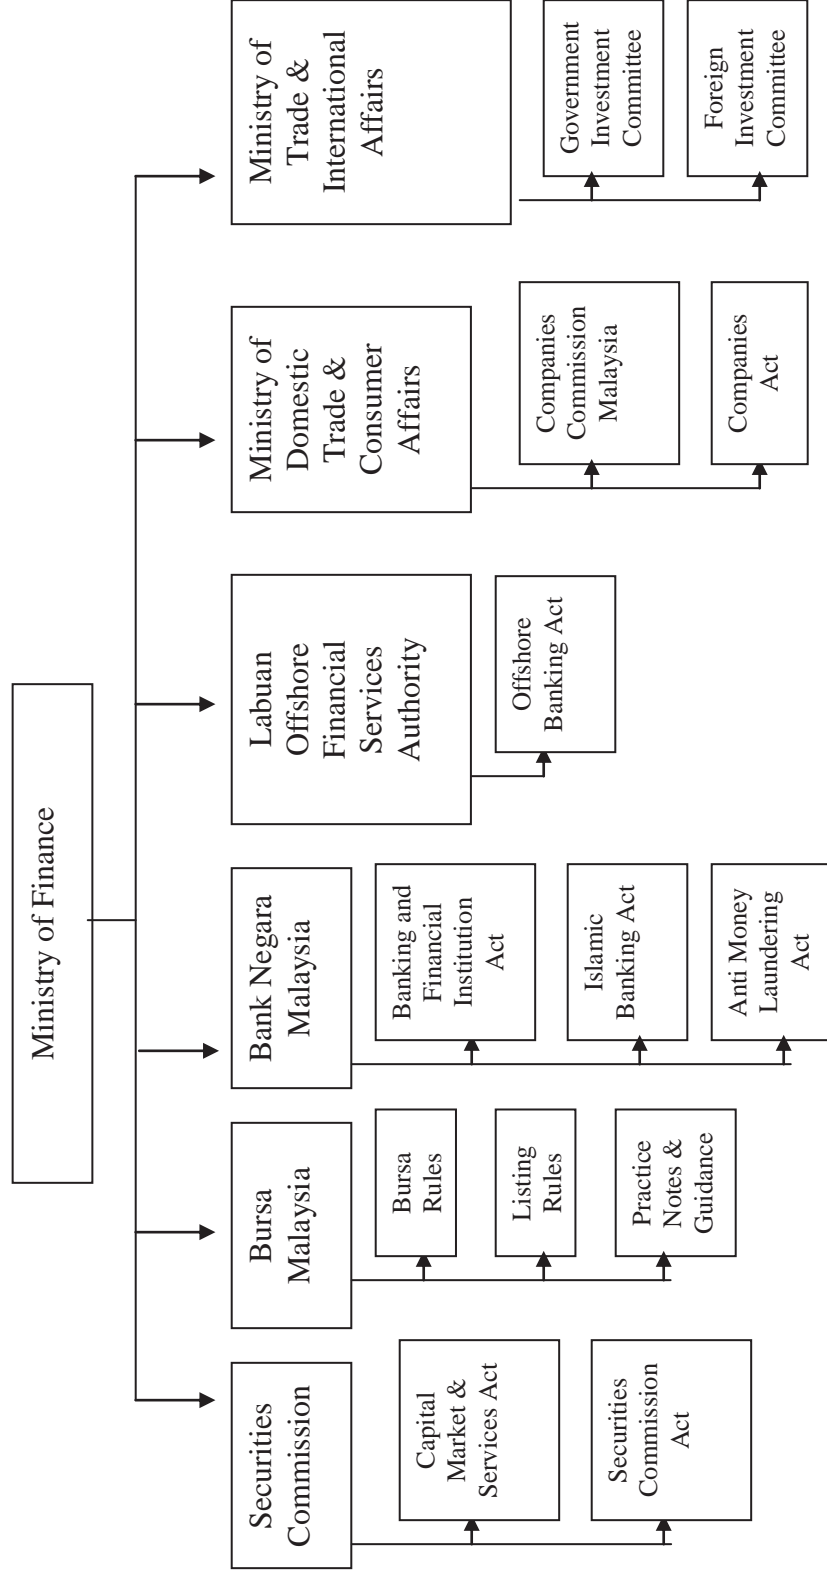 Ministry of Finance
Securities
Commission
Capital
Market &
Services Act
Securities
Commission
Act
Bursa
Malaysia
Bursa
Rules
Listing
Rules
Practice
Notes &
Guidance
Bank Negara
Malaysia
Banking and
Financial
Institution
Act
Islamic
Banking Act
Anti Money
Laundering
Act
Labuan
Offshore
Financial
Services
Authority
Offshore
Banking Act
Ministry of
Domestic
Trade &
Consumer
Affairs
Companies
Commission
Malaysia
Companies
Act
Ministry of
Trade &
International
Affairs
Government
Investment
Committee
Foreign
Investment
Committee